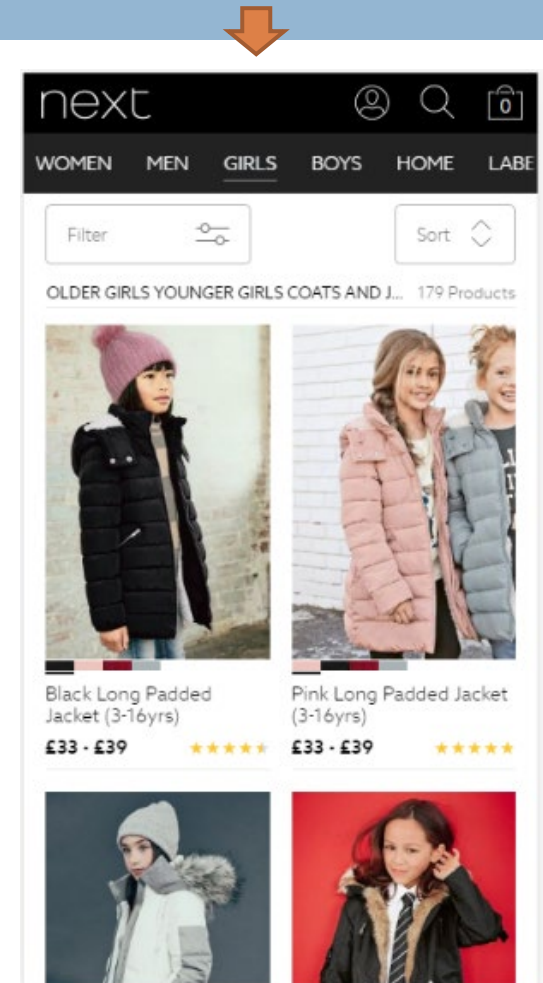 next 0
WOMEN MEN GIRLS BOYS HOME LABE
Filter Sort
OLDER GIRLS YOUNGER GIRLS COATS AND J... 179 Products
Black Long Padded Jacket (3-16yrs)
£33 - £39
Pink Long Padded Jacket (3-16yrs)
£33 - £39